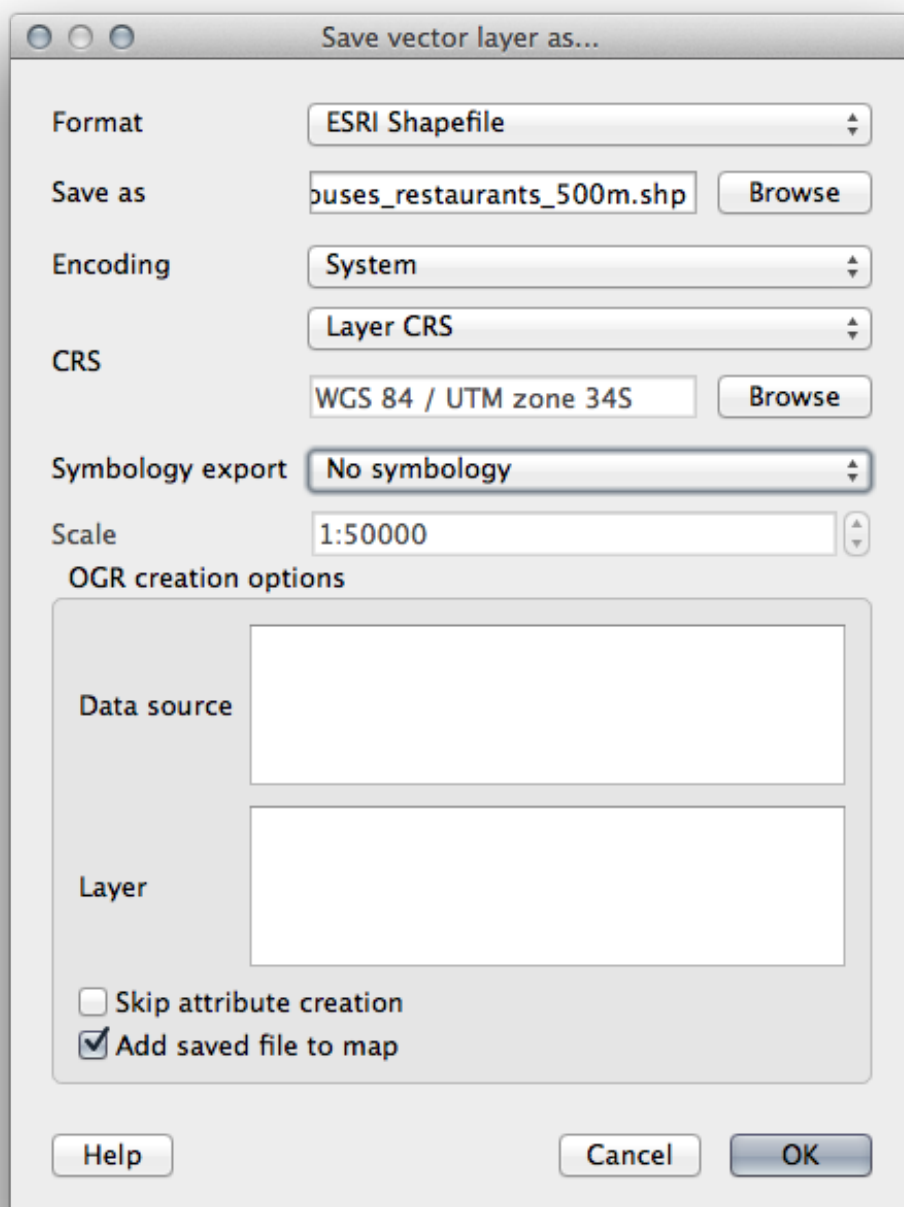 Save vector layer as...
Format ESRI Shapefile
Save as ouses_restaurants_500m.shp Browse
Encoding System
Layer CRS
CRS
WGS 84 / UTM zone 34S Browse
Symbology export No symbology
Scale 1:50000
OGR creation options
Data source
Layer
Skip attribute creation
Add saved file to map
Help Cancel OK